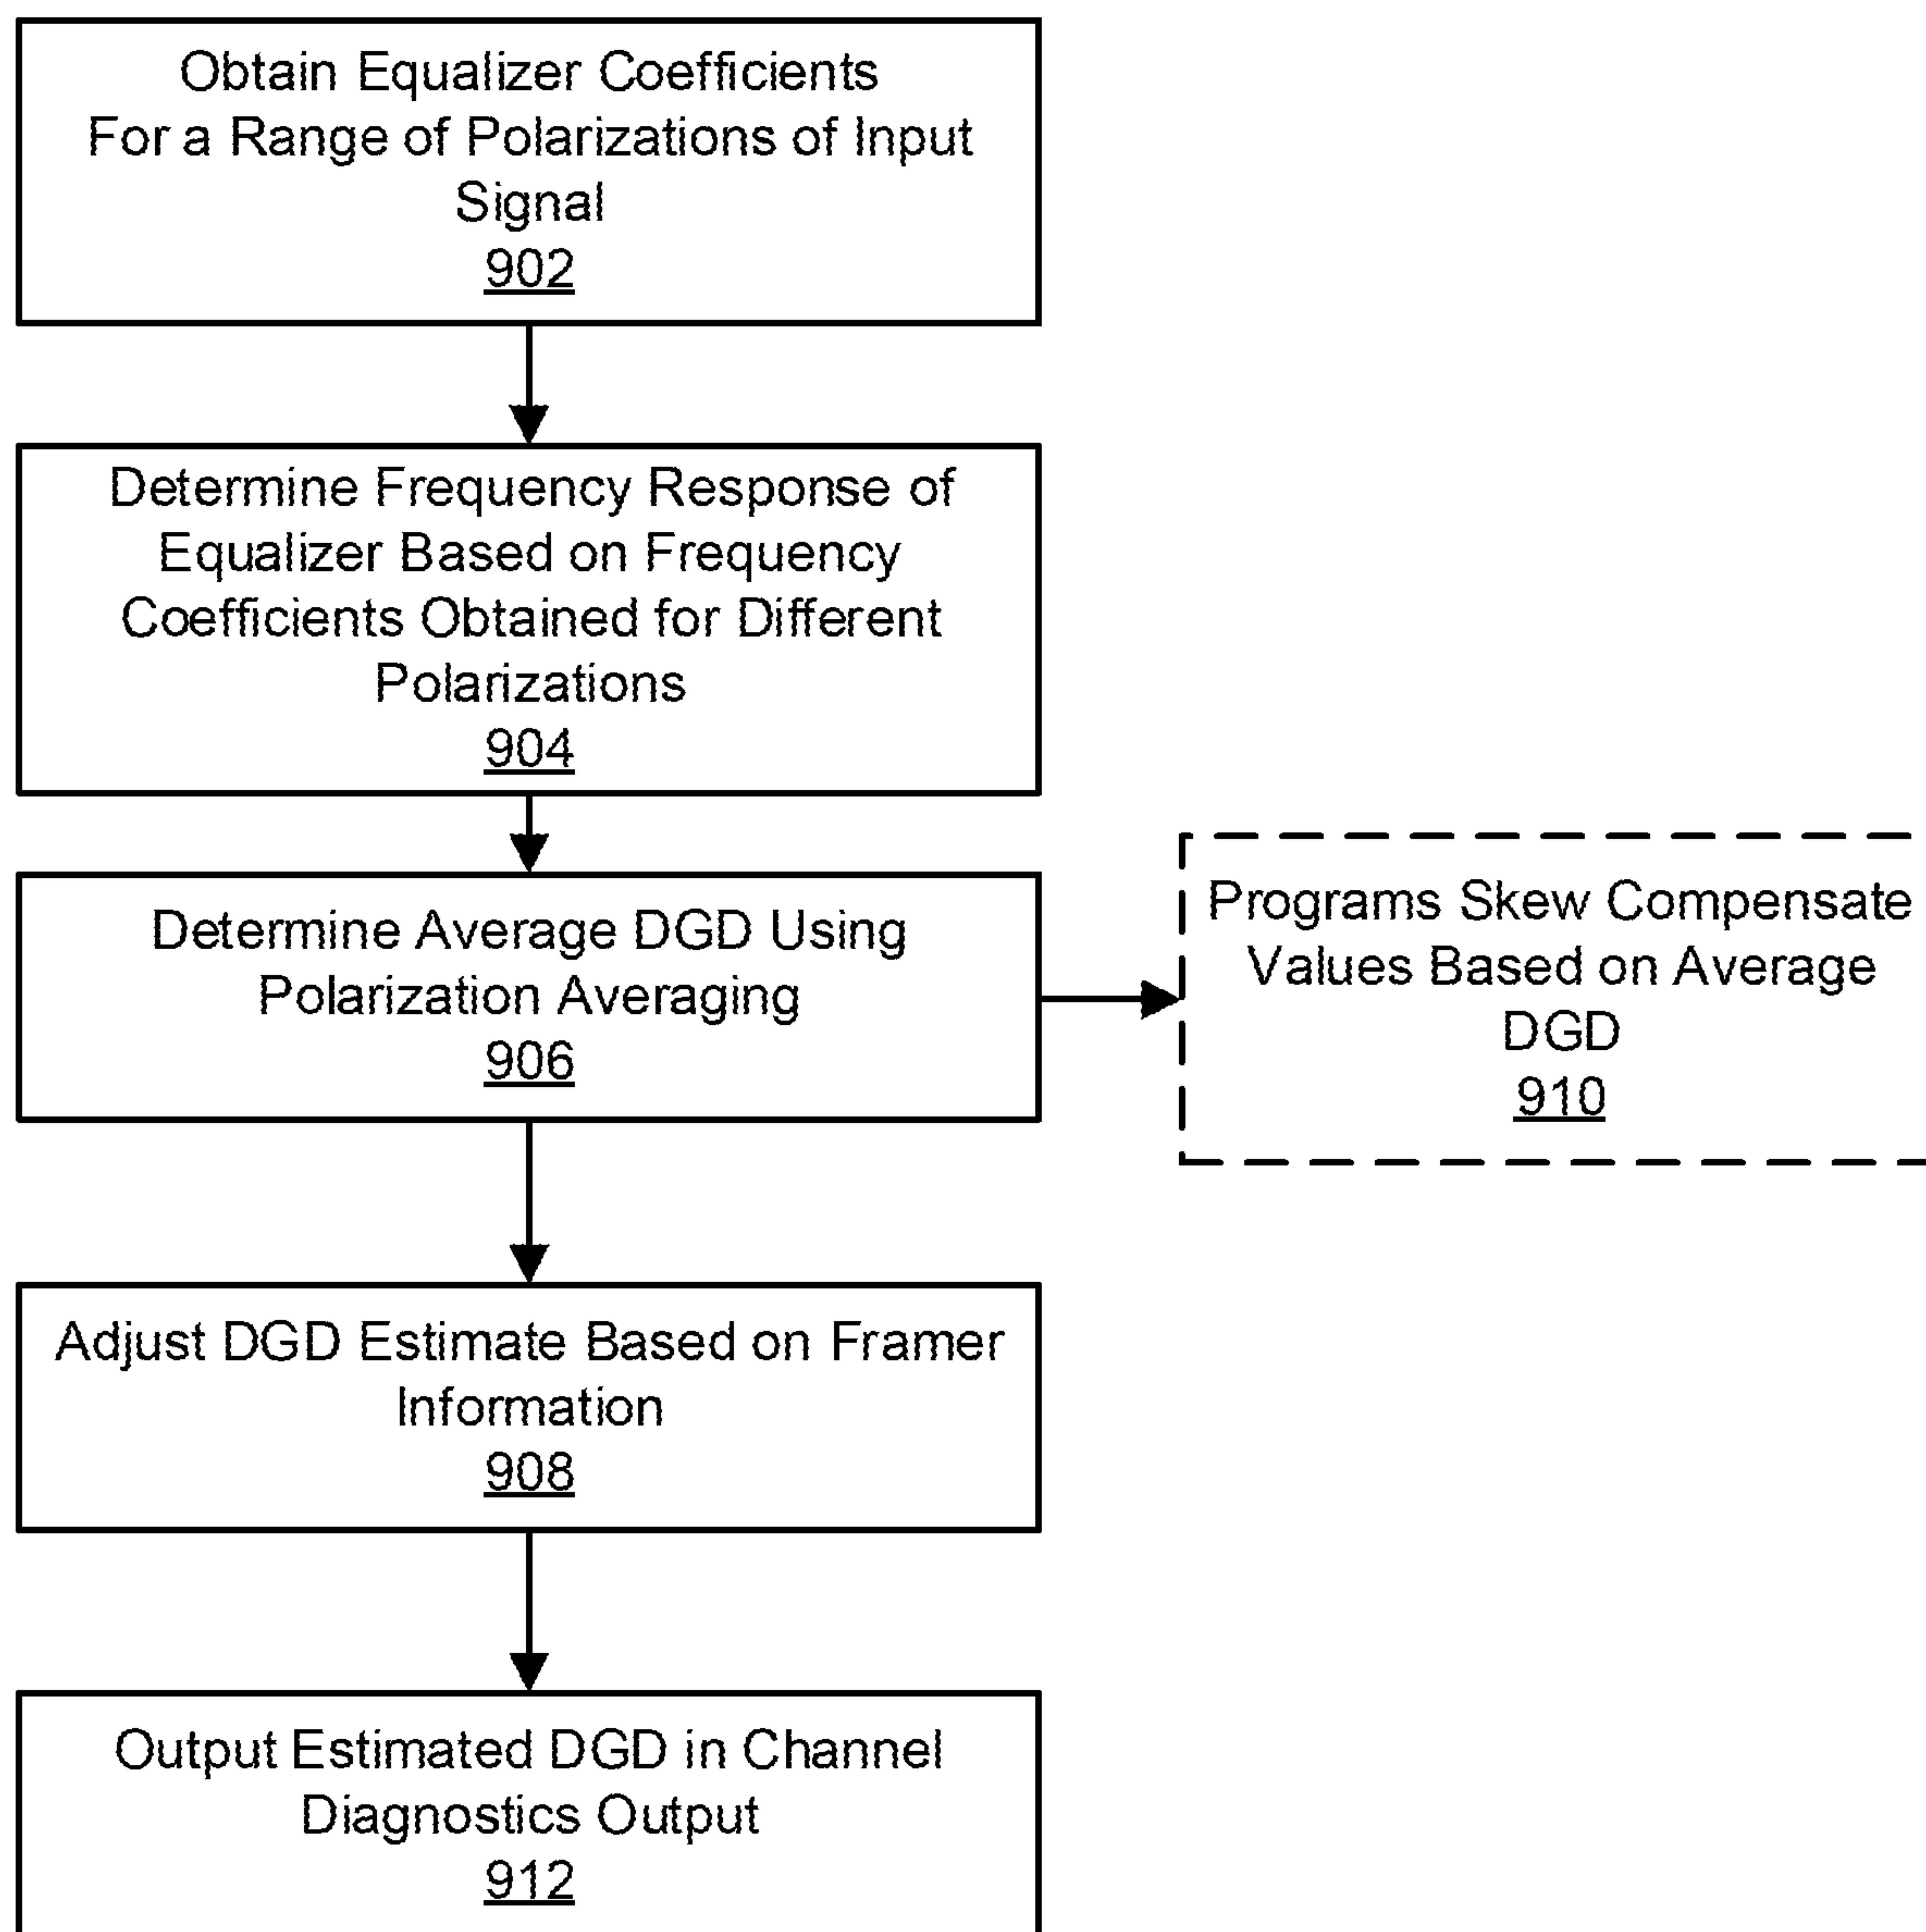 Obtain Equalizer Coefficients
For a Range of Polarizations of Input
Signal
902
Determine Frequency Response of
Equalizer Based on Frequency
Coefficients Obtained for Different
Polarizations
904
Determine Average DGD Using
Polarization Averaging
906
Programs Skew Compensate
Values Based on Average
DGD
910
Adjust DGD Estimate Based on Framer
Information
908
Output Estimated DGD in Channel
Diagnostics Output
912